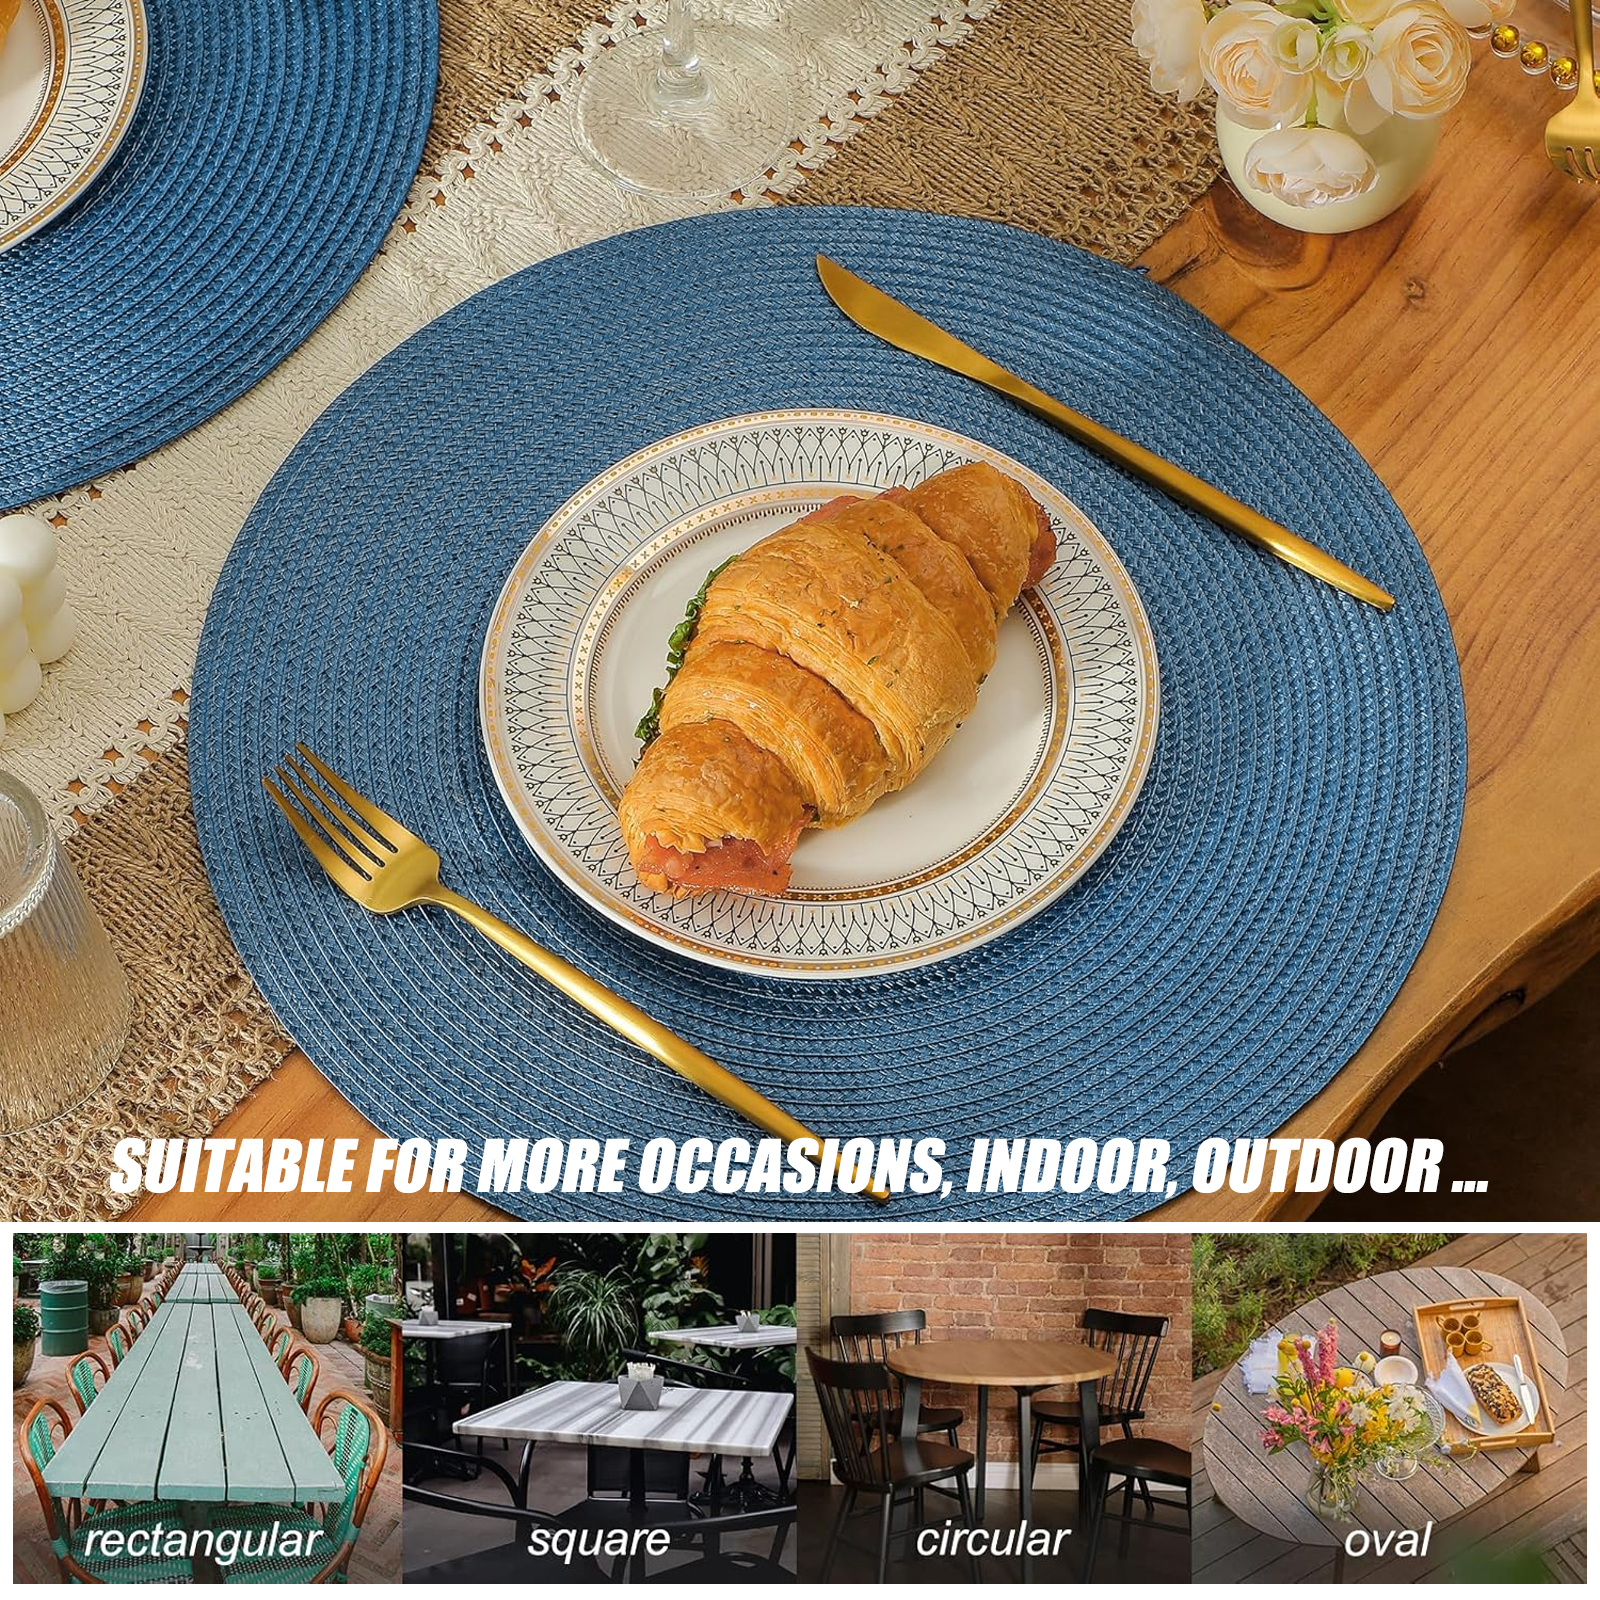 SUITABLE FOR MORE OCCASIONS, INDOOR, OUTDOOR ...
rectangular
square
circular
oval